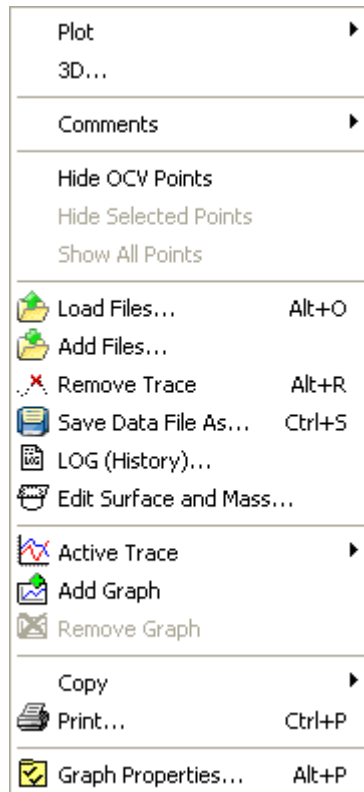 Plot
3D...
Comments
Hide OCV Points
Hide Selected Points
Show All Points
Load Files... Alt+O
Add Files...
Remove Trace Alt+R
Save Data File As... Ctrl+S
LOG (History)...
Edit Surface and Mass...
Active Trace
Add Graph
Remove Graph
Copy
Print... Ctrl+P
Graph Properties... Alt+P